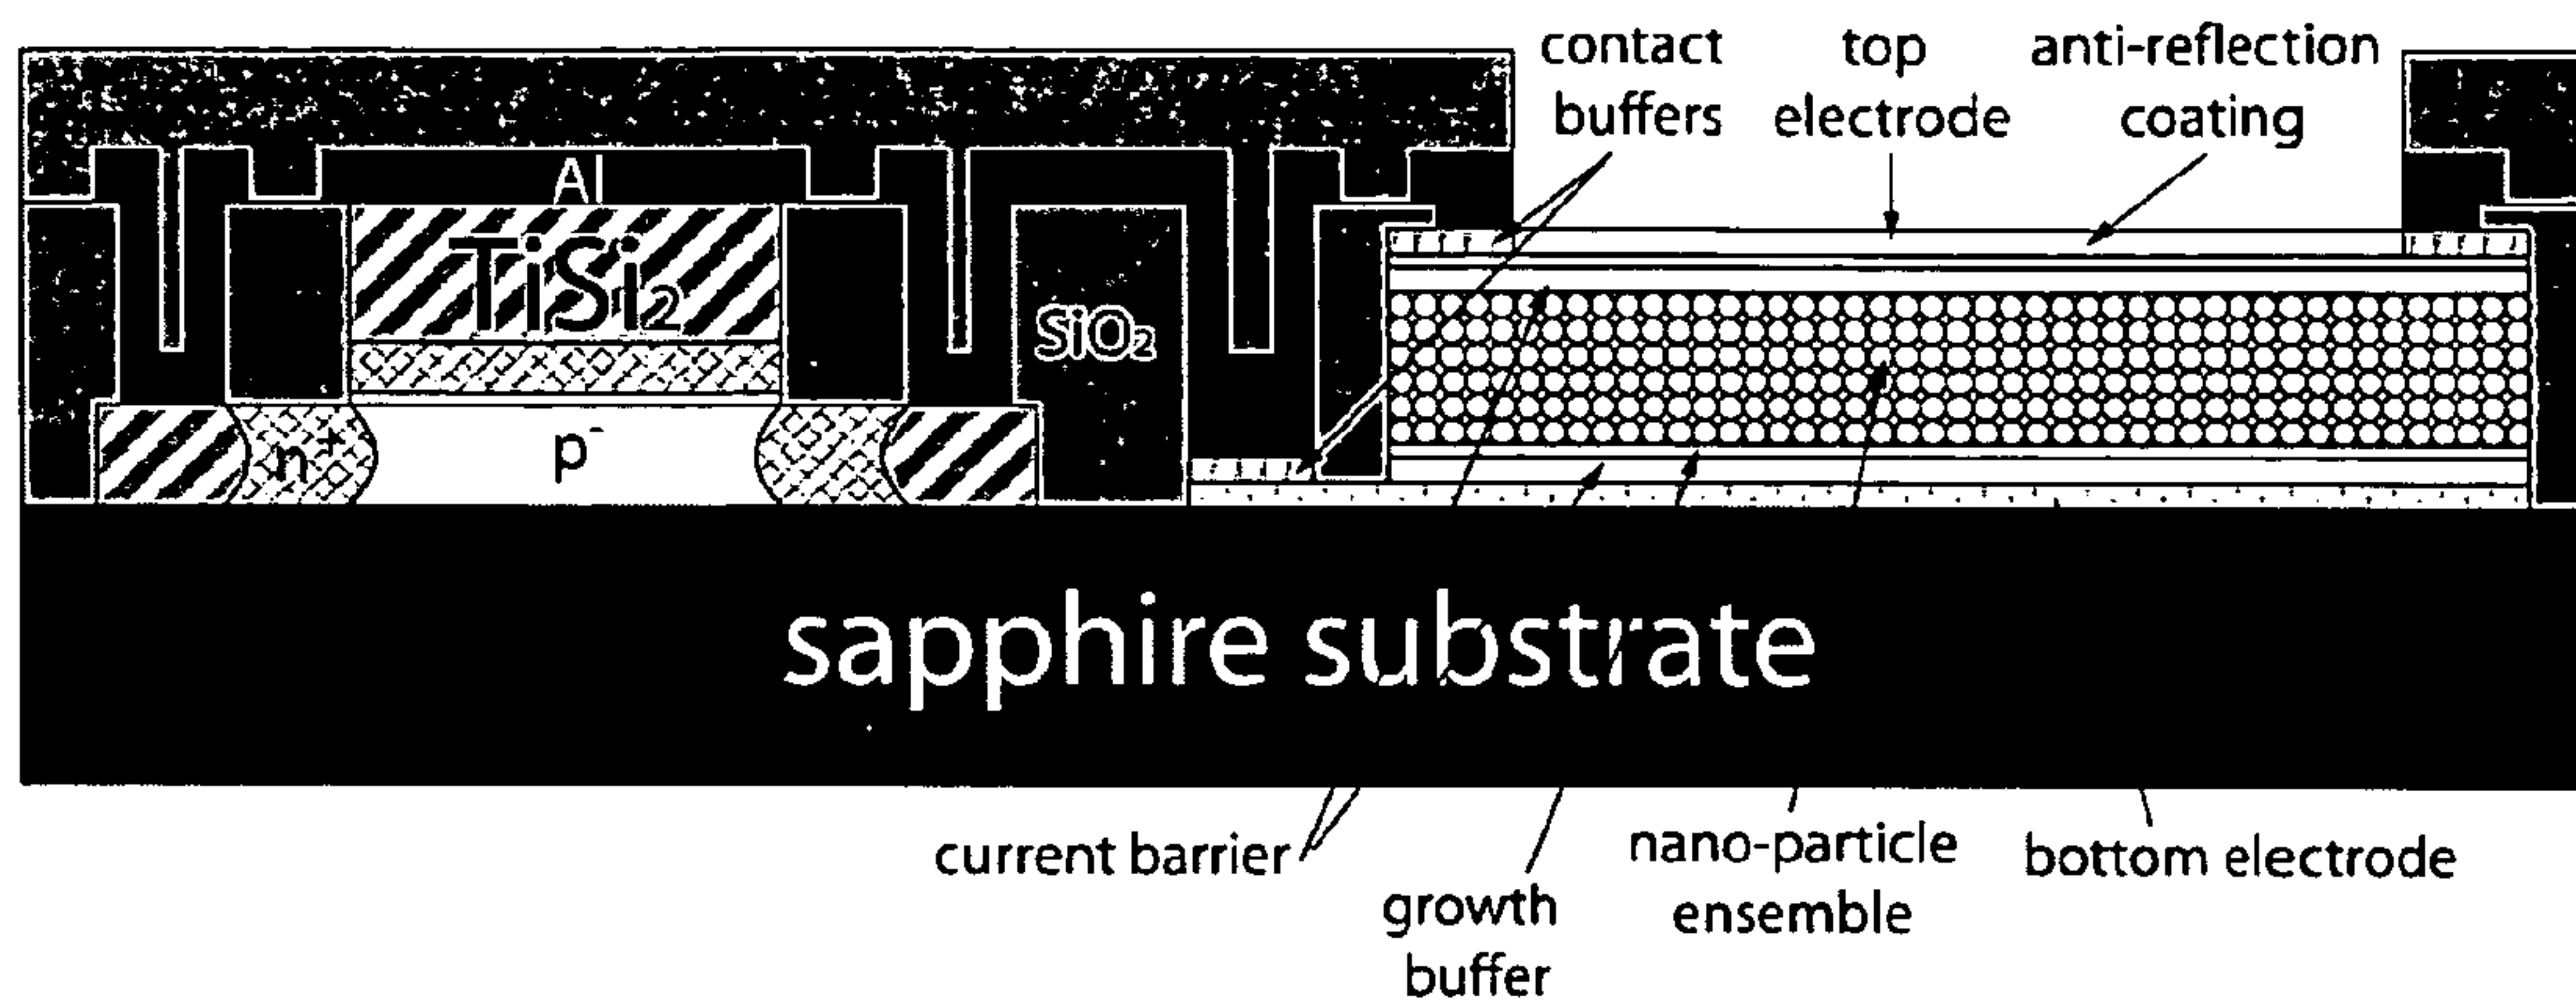 contact
buffers
top
electrode
anti-reflection
coating
Al
TiSi₂
SiO₂
n⁺
p⁻
sapphire substrate
current barrier
growth
buffer
nano-particle
ensemble
bottom electrode